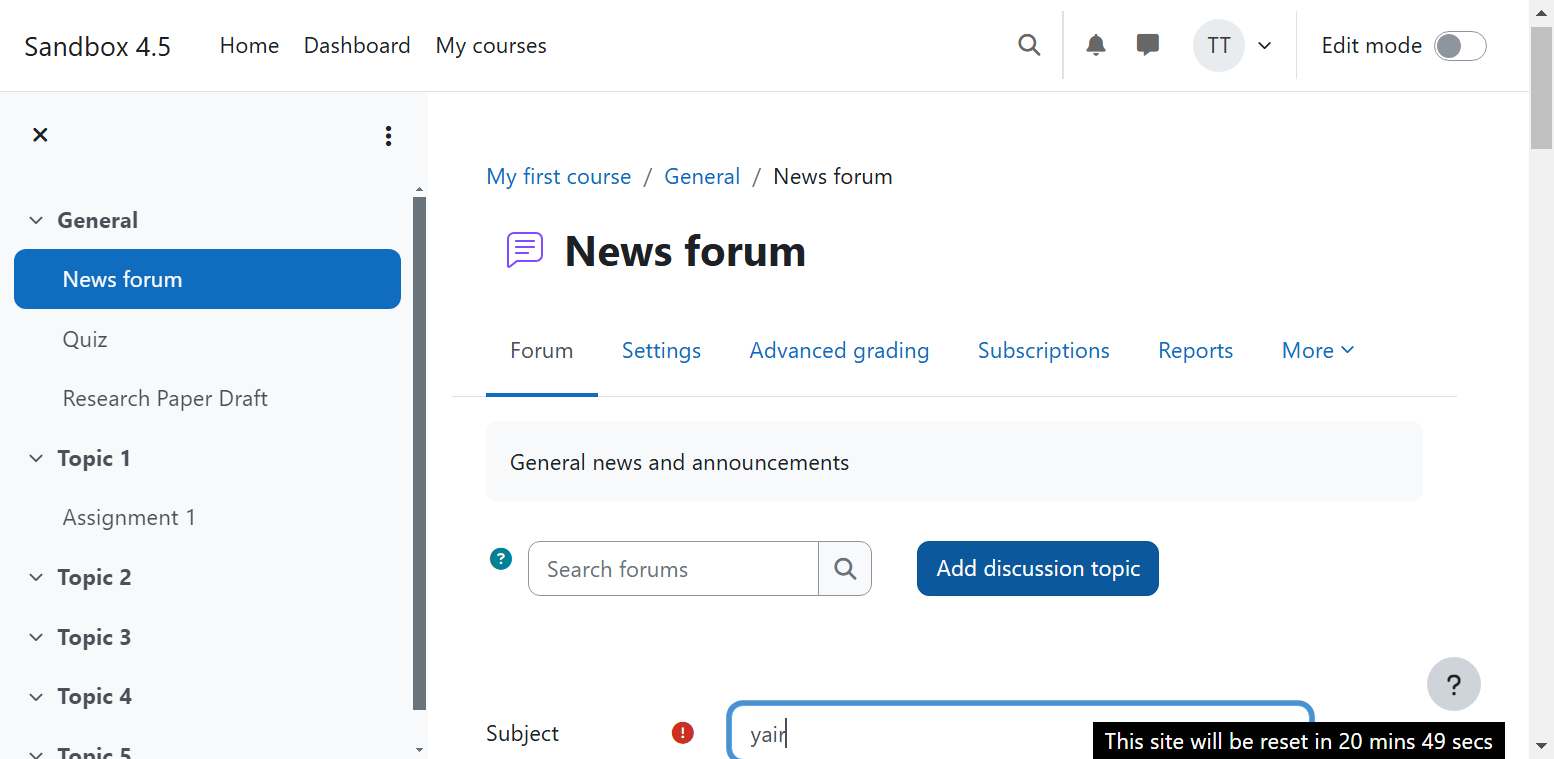 Sandbox 4.5 Home Dashboard My courses TT Edit mode
My first course / General / News forum
News forum
Forum Settings Advanced grading Subscriptions Reports More
General news and announcements
? Search forums Add discussion topic
Subject ! yair
General
News forum
Quiz
Research Paper Draft
Topic 1
Assignment 1
Topic 2
Topic 3
Topic 4
Topic 5
?
This site will be reset in 20 mins 49 secs